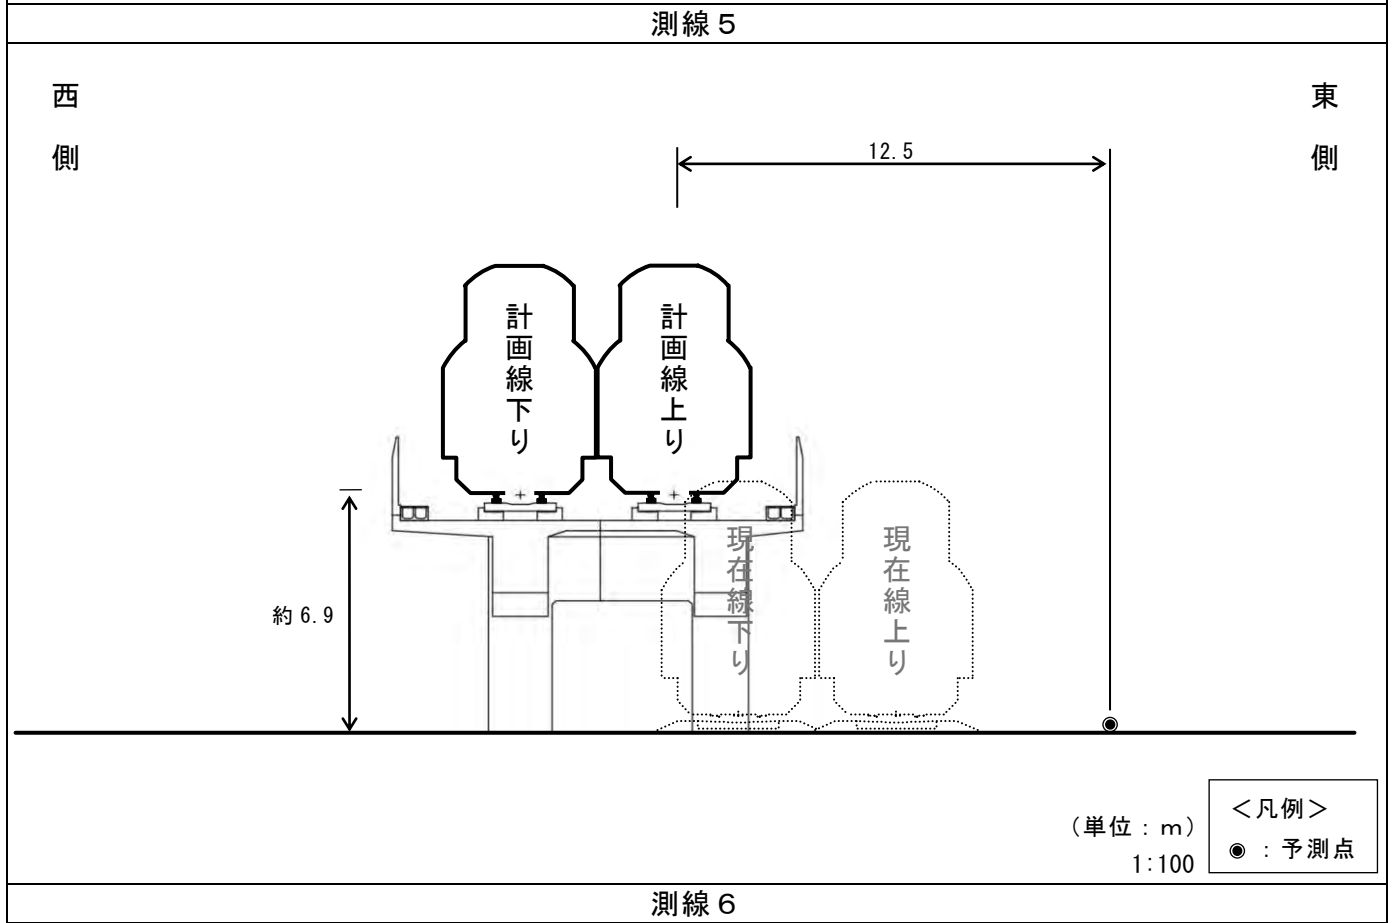 測線５
西側
東側
12.5
計画線下り
計画線上り
現在線下り
現在線上り
約6.9
(単位：ｍ)
1:100
＜凡例＞
◉：予測点
測線６